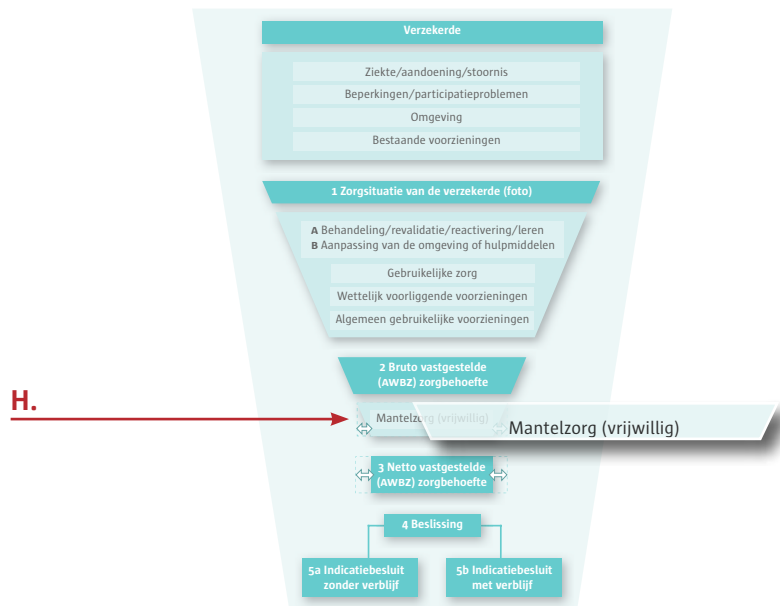 Verzekerde
Ziekte/aandoening/stoornis
Beperkingen/participatieproblemen
Omgeving
Bestaande voorzieningen
1 Zorgsituatie van de verzekerde (foto)
A Behandeling/revalidatie/reactivering/leren
B Aanpassing van de omgeving of hulpmiddelen
Gebruikelijke zorg
Wettelijk voorliggende voorzieningen
Algemeen gebruikelijke voorzieningen
2 Bruto vastgestelde
(AWBZ) zorgbehoefte
H.
Mantelzorg (vrijwillig)
Mantelzorg (vrijwillig)
3 Netto vastgestelde
(AWBZ) zorgbehoefte
4 Beslissing
5a Indicatiebesluit
zonder verblijf
5b Indicatiebesluit
met verblijf